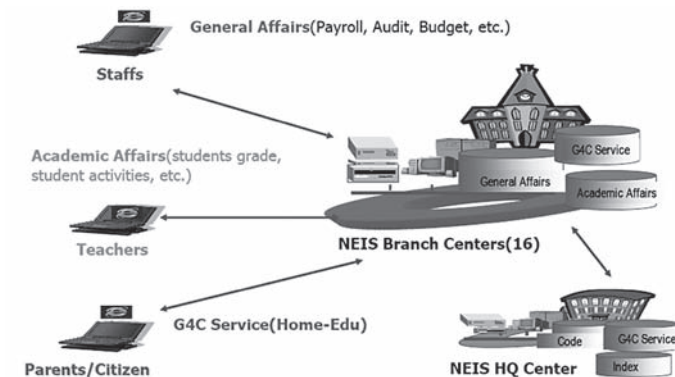 General Affairs(Payroll, Audit, Budget, etc.)
Staffs
G4C Service
Academic Affairs(students grade,
student activities, etc.)
General Affairs
Academic Affairs
Teachers
NEIS Branch Centers(16)
G4C Service(Home-Edu)
Code
G4C Service
Parents/Citizen
NEIS HQ Center
Index